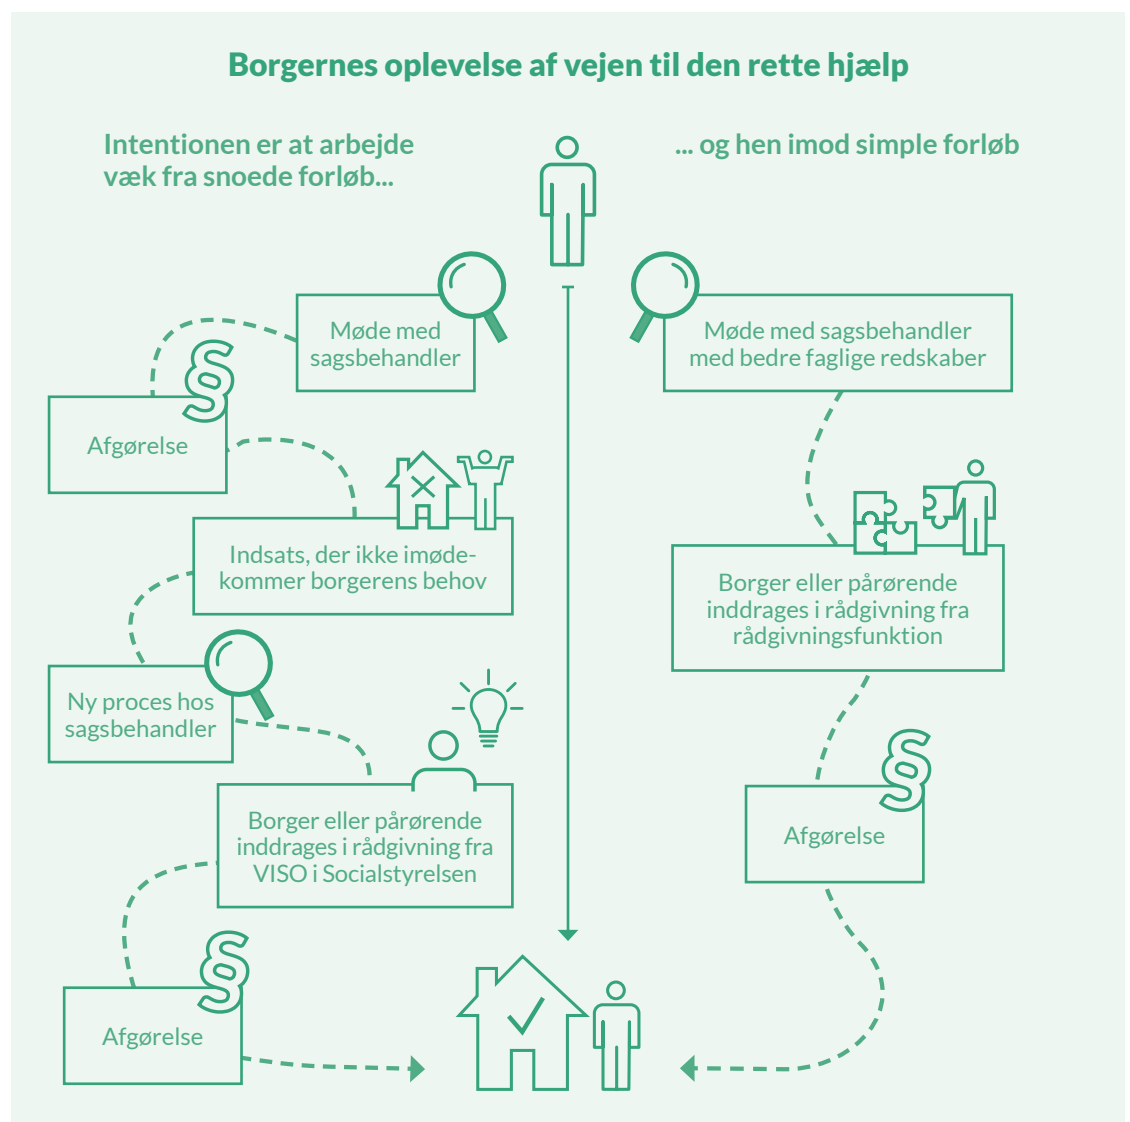 Borgernes oplevelse af vejen til den rette hjælp
Intentionen er at arbejde
væk fra snoede forløb...
... og hen imod simple forløb
Møde med
sagsbehandler
§
Afgørelse
Indsats, der ikke imøde-
kommer borgerens behov
Ny proces hos
sagsbehandler
Borger eller pårørende
inddrages i rådgivning fra
VISO i Socialstyrelsen
§
Afgørelse
Møde med sagsbehandler
med bedre faglige redskaber
Borger eller pårørende
inddrages i rådgivning fra
rådgivningsfunktion
§
Afgørelse